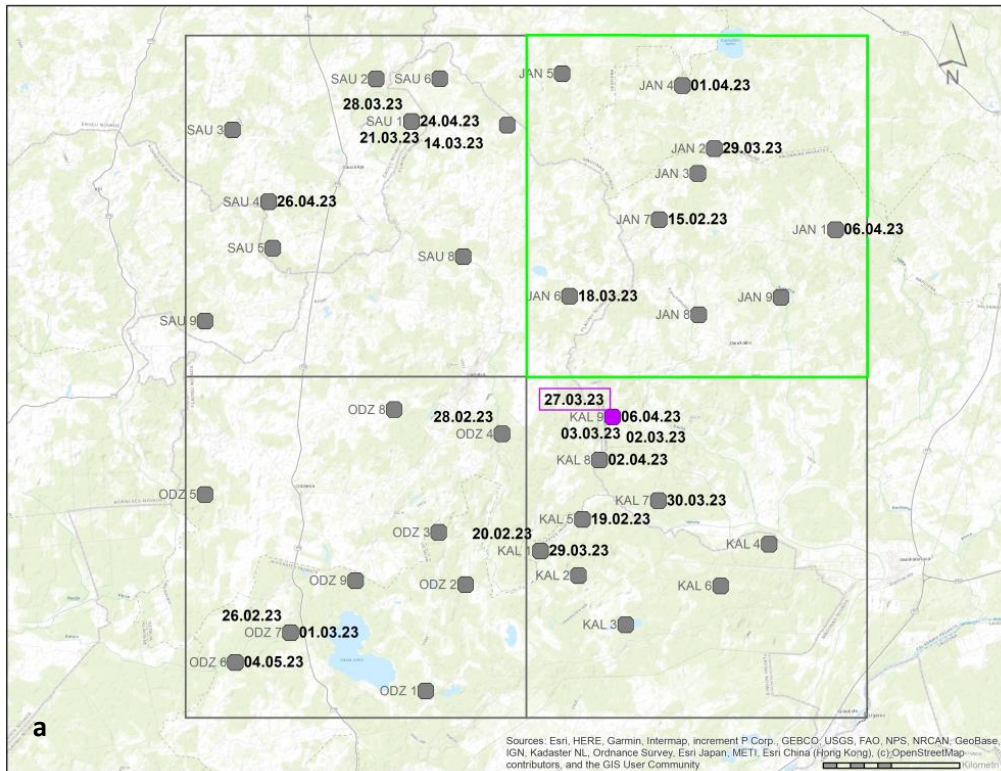 N
SAU 2
SAU 6
JAN 5
JAN 4 01.04.23
28.03.23
SAU 1 24.04.23
21.03.23 14.03.23
SAU 3
JAN 2 29.03.23
JAN 3
SAU 4 26.04.23
JAN 7 15.02.23
JAN 1 06.04.23
SAU 5
SAU 8
JAN 6 18.03.23
JAN 9
JAN 8
SAU 9
27.03.23
ODZ 8
28.02.23
KAL 9 06.04.23
ODZ 4
03.03.23 02.03.23
KAL 8 02.04.23
ODZ 5
KAL 7 30.03.23
KAL 5 19.02.23
ODZ 3
20.02.23
KAL 1 29.03.23
KAL 4
ODZ 9
ODZ 2
KAL 2
KAL 6
26.02.23
ODZ 7 01.03.23
KAL 3
ODZ 6 04.05.23
ODZ 1
a
Sources: Esri, HERE, Garmin, Intermap, increment P Corp., GEBCO, USGS, FAO, NPS, NRCAN, GeoBase,
IGN, Kadaster NL, Ordnance Survey, Esri Japan, METI, Esri China (Hong Kong), (c) OpenStreetMap
contributors, and the GIS User Community